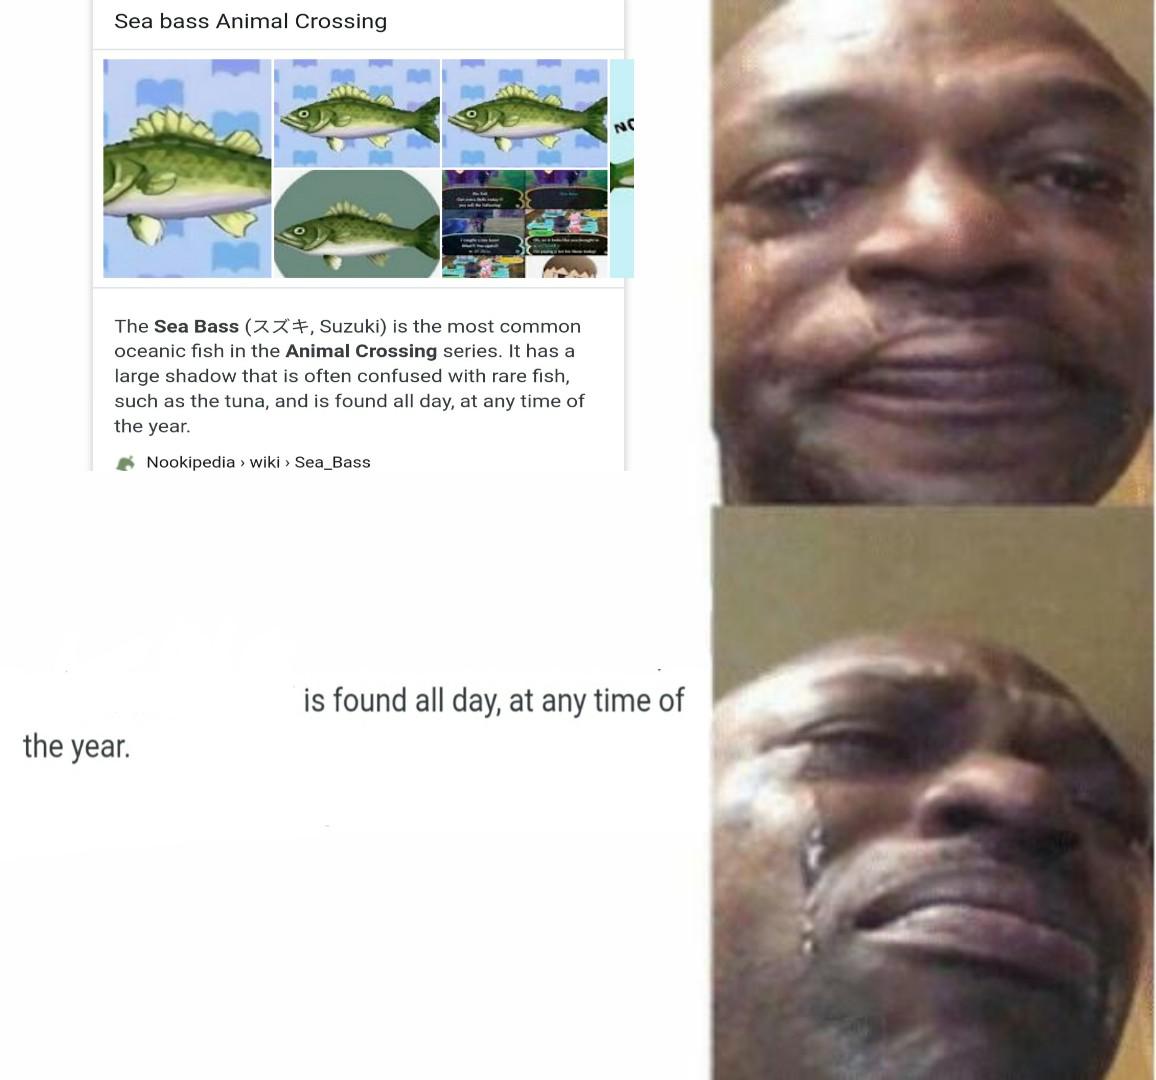 Sea bass Animal Crossing
NO
The Sea Bass (スズキ, Suzuki) is the most common
oceanic fish in the Animal Crossing series. It has a
large shadow that is often confused with rare fish,
such as the tuna, and is found all day, at any time of
the year.
Nookipedia › wiki › Sea_Bass
is found all day, at any time of
the year.